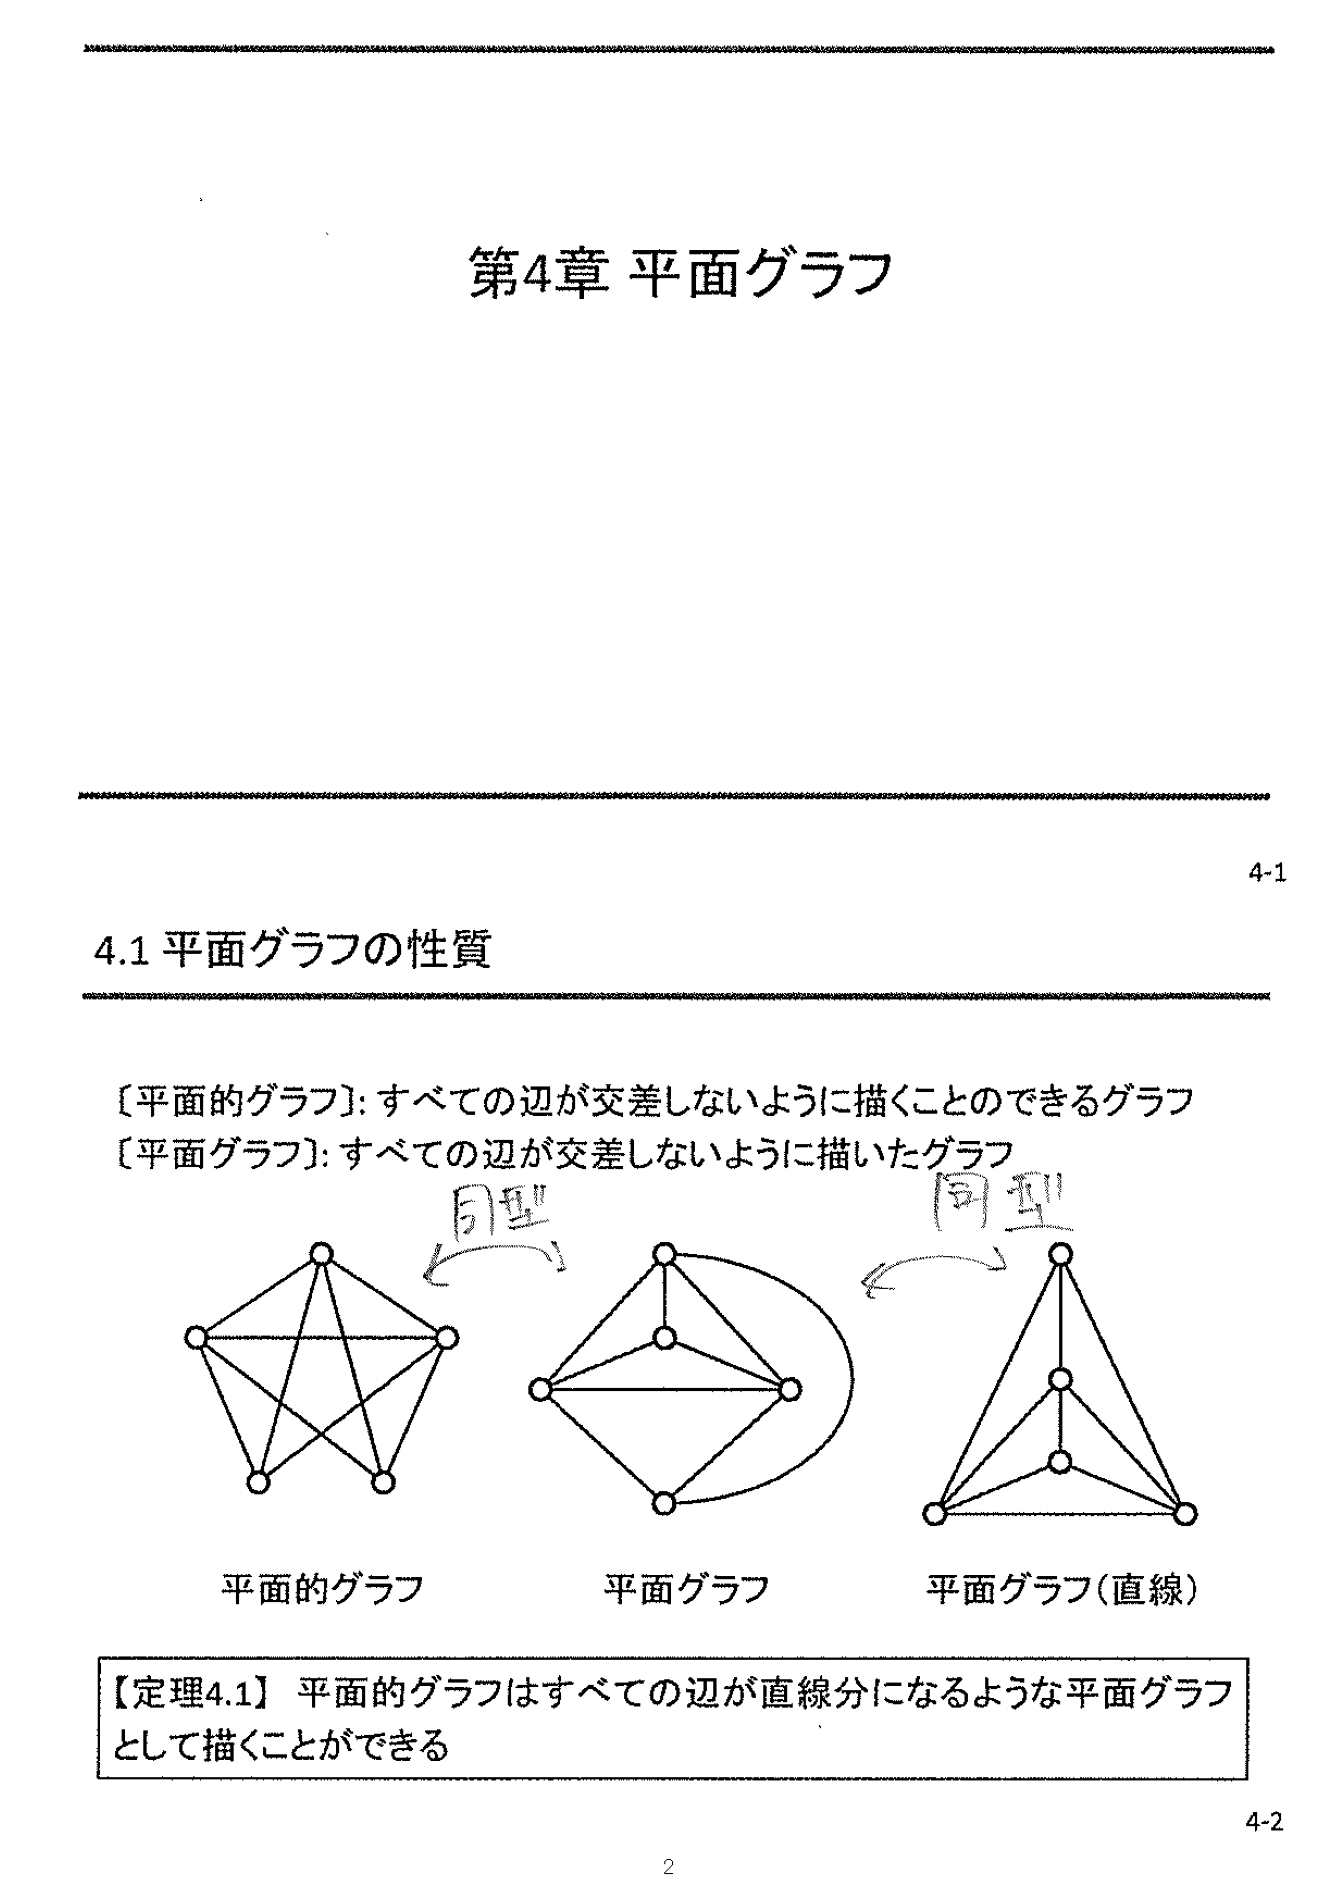 第4章 平面グラフ
4-1
4.1 平面グラフの性質
〔平面的グラフ〕: すべての辺が交差しないように描くことのできるグラフ
〔平面グラフ〕: すべての辺が交差しないように描いたグラフ
同型 同型
平面的グラフ 平面グラフ 平面グラフ(直線)
【定理4.1】 平面的グラフはすべての辺が直線分になるような平面グラフ
として描くことができる
4-2
2